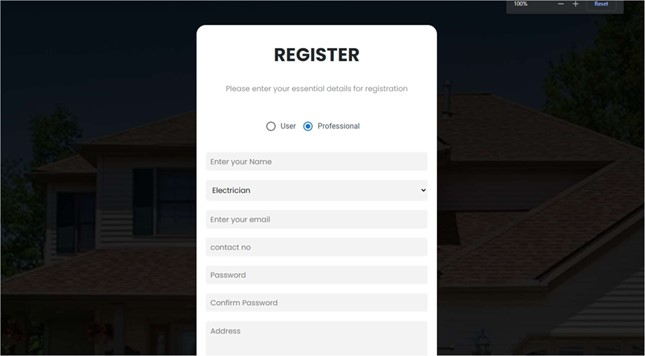 100% − + Reset
REGISTER
Please enter your essential details for registration
User Professional
Enter your Name
Electrician
Enter your email
contact no
Password
Confirm Password
Address